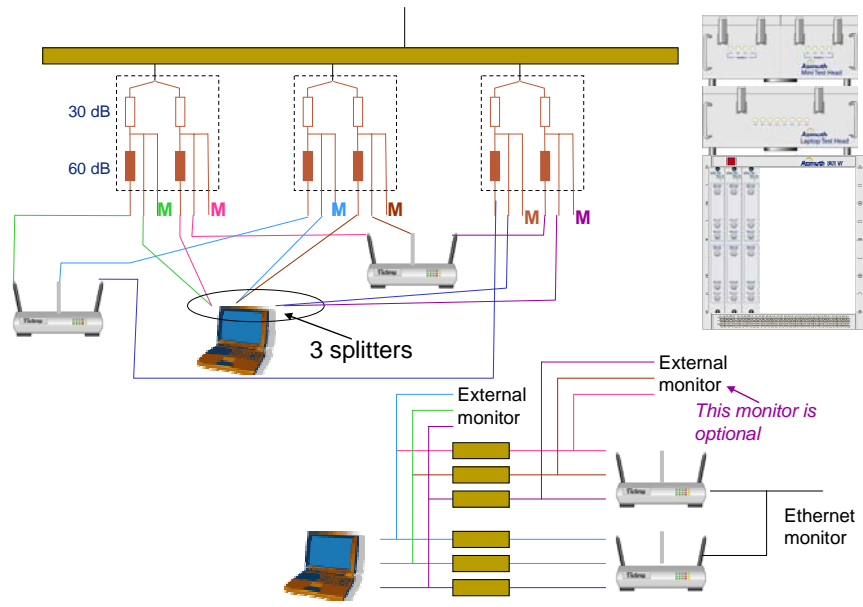 30 dB
60 dB
M
M
M
M
M
M
3 splitters
Azimuth
Mini Test Head
Azimuth
Laptop Test Head
Azimuth 801W
External
monitor
External
monitor
This monitor is
optional
Ethernet
monitor